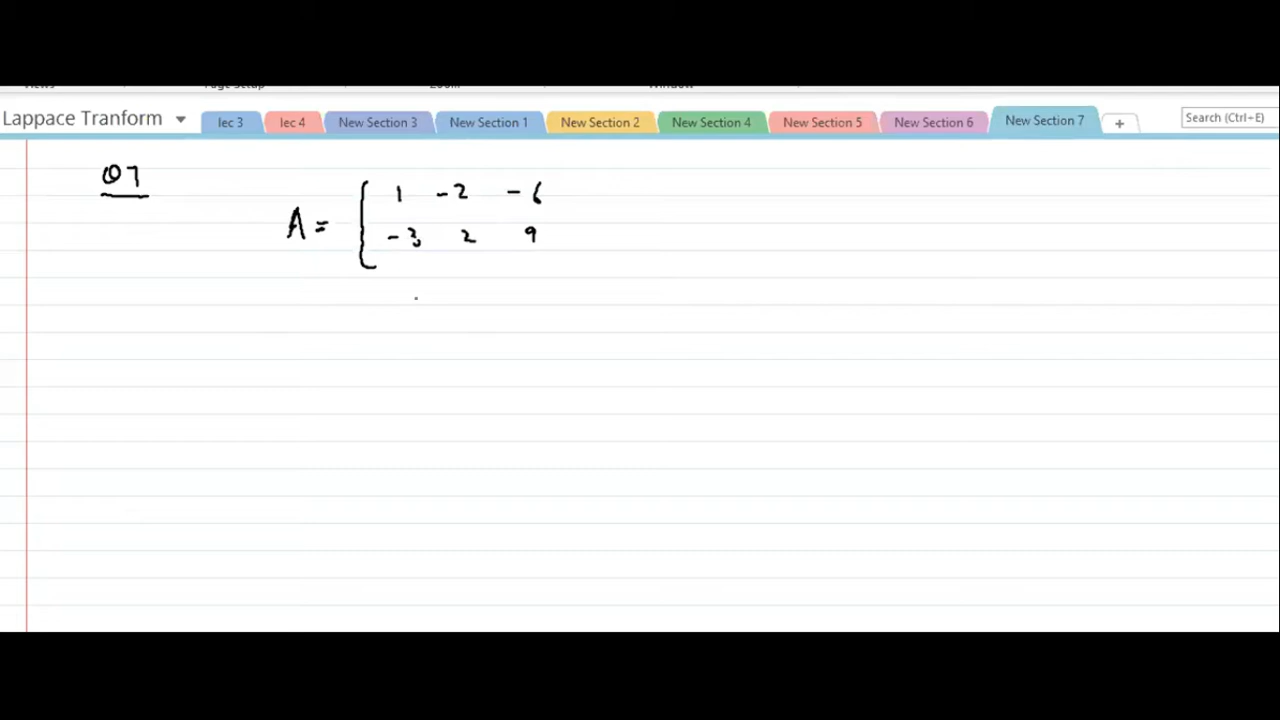 Lappace Tranform
lec 3
lec 4
New Section 3
New Section 1
New Section 2
New Section 4
New Section 5
New Section 6
New Section 7
+
Search (Ctrl+E)
Q7
A = [ 1 -2 -6
-3 2 9